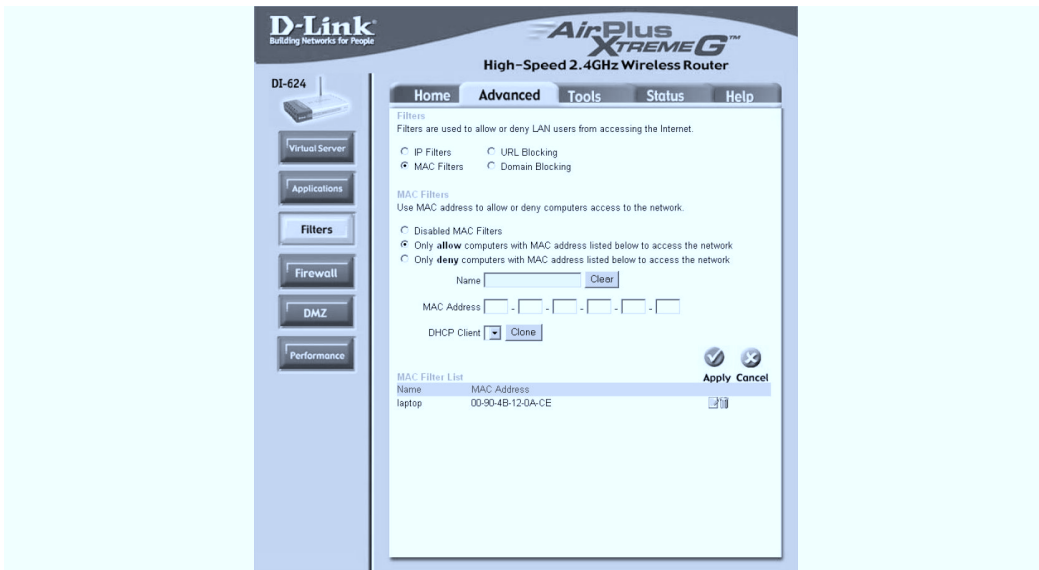 D-Link
Building Networks for People
AirPlus
XTREME G™
High-Speed 2.4GHz Wireless Router
DI-624
Home Advanced Tools Status Help
Virtual Server
Applications
Filters
Firewall
DMZ
Performance
Filters
Filters are used to allow or deny LAN users from accessing the Internet.
IP Filters URL Blocking
MAC Filters Domain Blocking
MAC Filters
Use MAC address to allow or deny computers access to the network.
Disabled MAC Filters
Only allow computers with MAC address listed below to access the network
Only deny computers with MAC address listed below to access the network
Name Clear
MAC Address - - - - -
DHCP Client Clone
Apply Cancel
MAC Filter List
Name MAC Address
laptop 00-90-4B-12-0A-CE